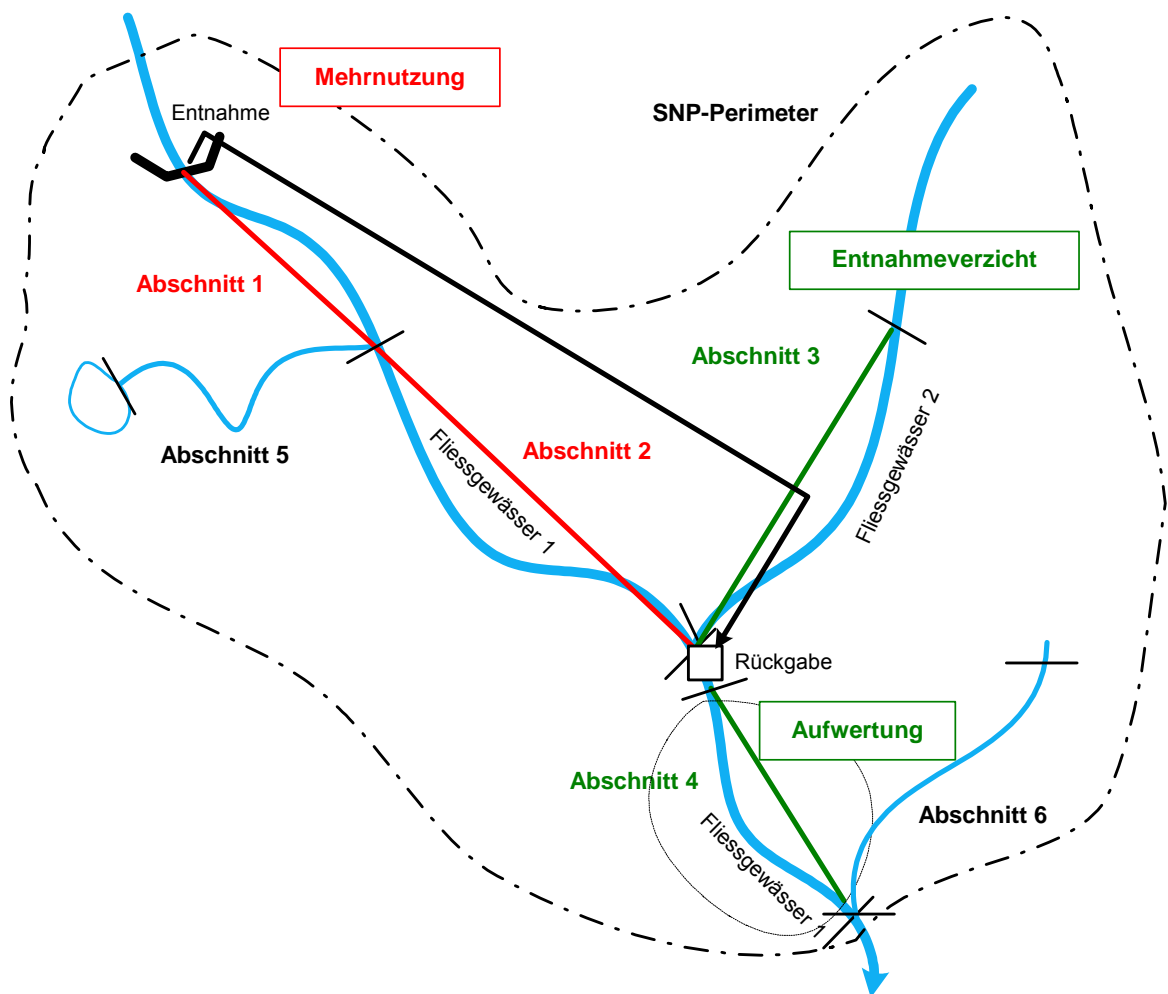 Mehrnutzung
Entnahme
SNP-Perimeter
Entnahmeverzicht
Abschnitt 1
Abschnitt 3
Abschnitt 5
Abschnitt 2
Fliessgewässer 1
Fliessgewässer 2
Rückgabe
Aufwertung
Abschnitt 4
Abschnitt 6
Fliessgewässer 1